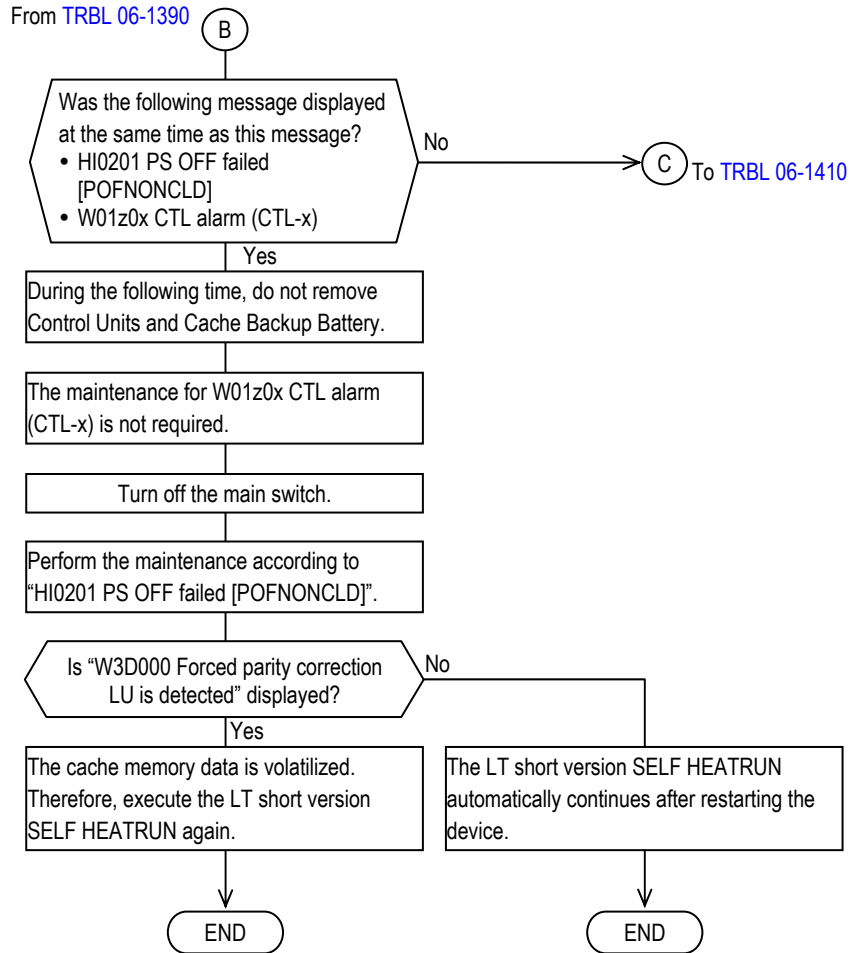 From TRBL 06-1390
B
Was the following message displayed
at the same time as this message?
• HI0201 PS OFF failed
[POFNONCLD]
• W01z0x CTL alarm (CTL-x)
No
C
To TRBL 06-1410
Yes
During the following time, do not remove
Control Units and Cache Backup Battery.
The maintenance for W01z0x CTL alarm
(CTL-x) is not required.
Turn off the main switch.
Perform the maintenance according to
“HI0201 PS OFF failed [POFNONCLD]”.
Is “W3D000 Forced parity correction
LU is detected” displayed?
No
Yes
The cache memory data is volatilized.
Therefore, execute the LT short version
SELF HEATRUN again.
The LT short version SELF HEATRUN
automatically continues after restarting the
device.
END
END